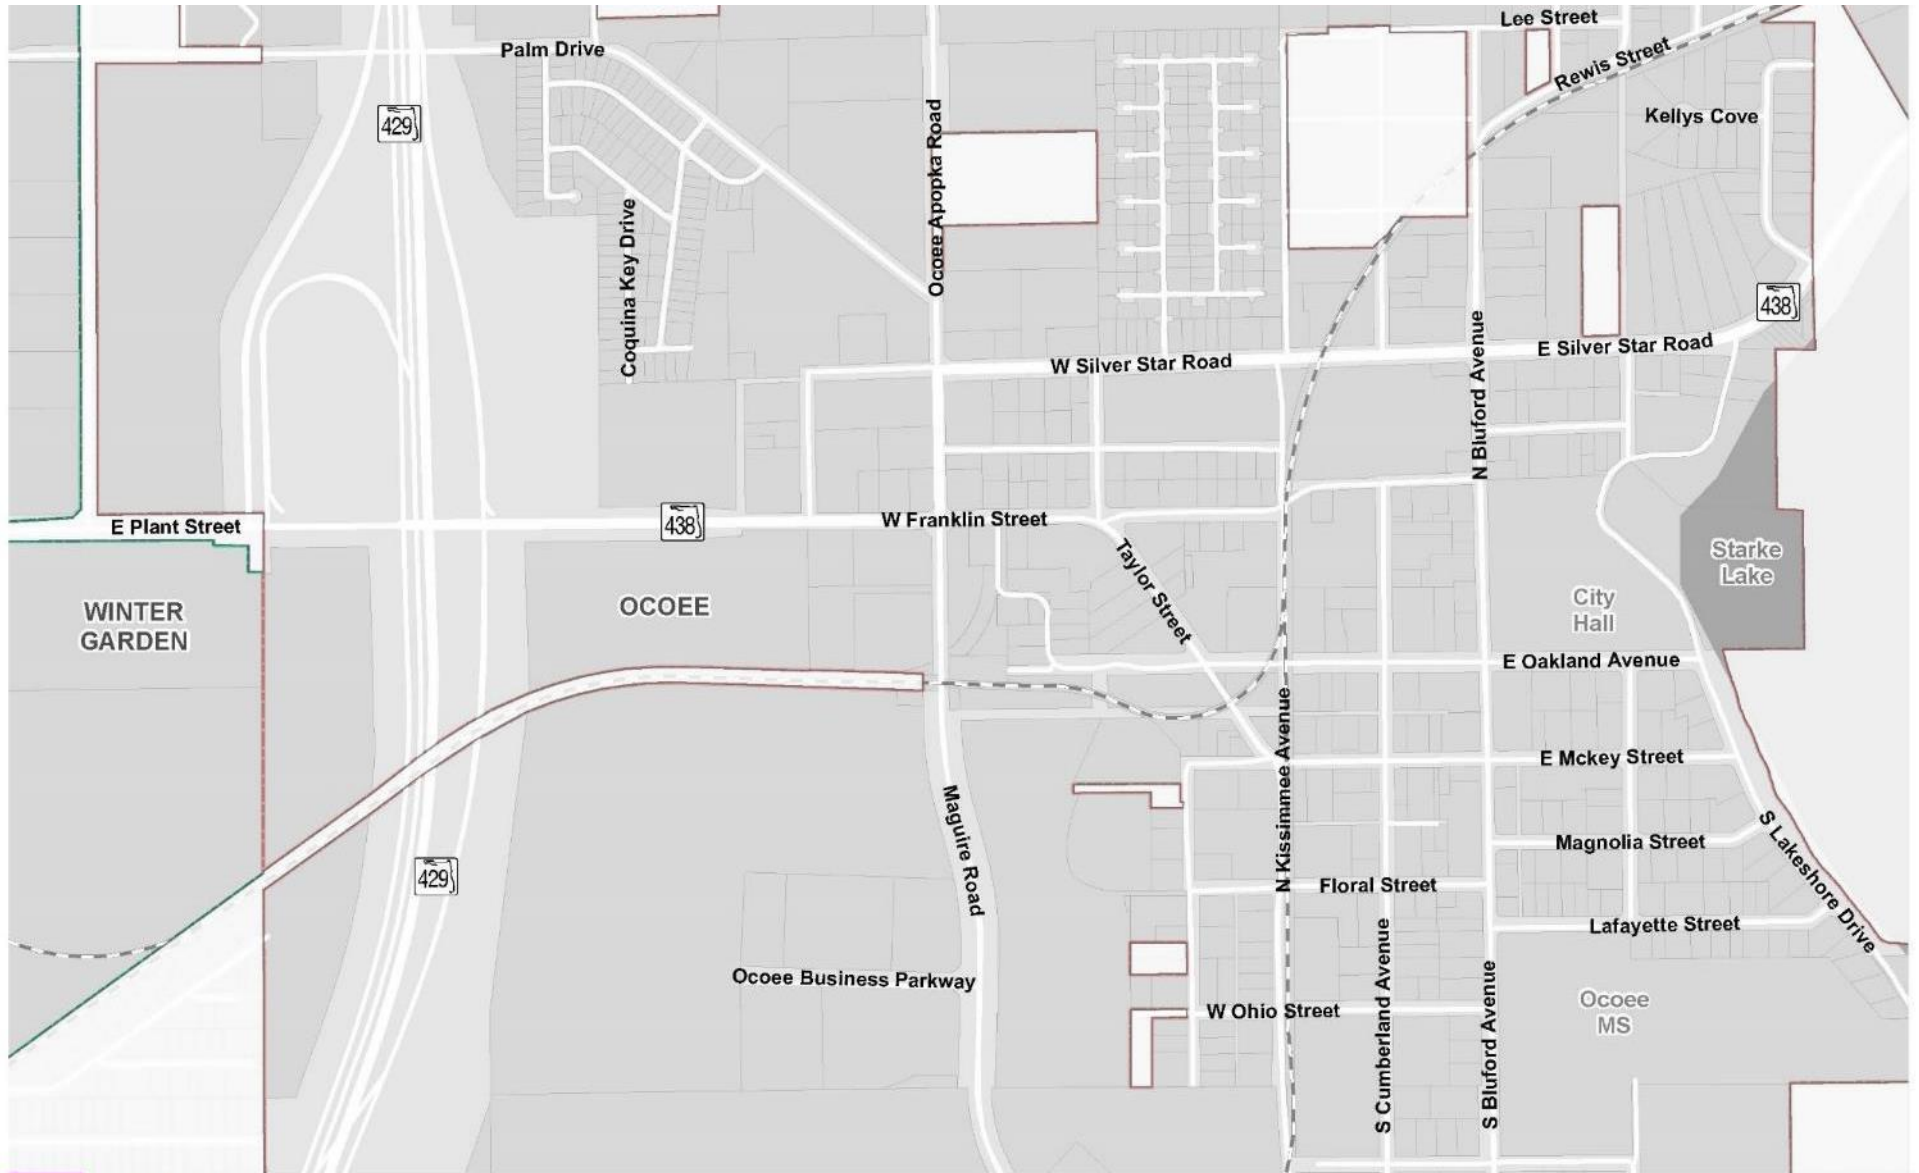 Lee Street
Palm Drive
Rewis Street
429
Kellys Cove
Ocoee Apopka Road
Coquina Key Drive
438
N Bluford Avenue
E Silver Star Road
W Silver Star Road
E Plant Street
438
W Franklin Street
Taylor Street
Starke
Lake
WINTER
GARDEN
OCOEE
City
Hall
E Oakland Avenue
N Kissimmee Avenue
E Mckey Street
Maguire Road
Magnolia Street
S Lakeshore Drive
429
Floral Street
Lafayette Street
Ocoee Business Parkway
S Cumberland Avenue
S Bluford Avenue
W Ohio Street
Ocoee
MS